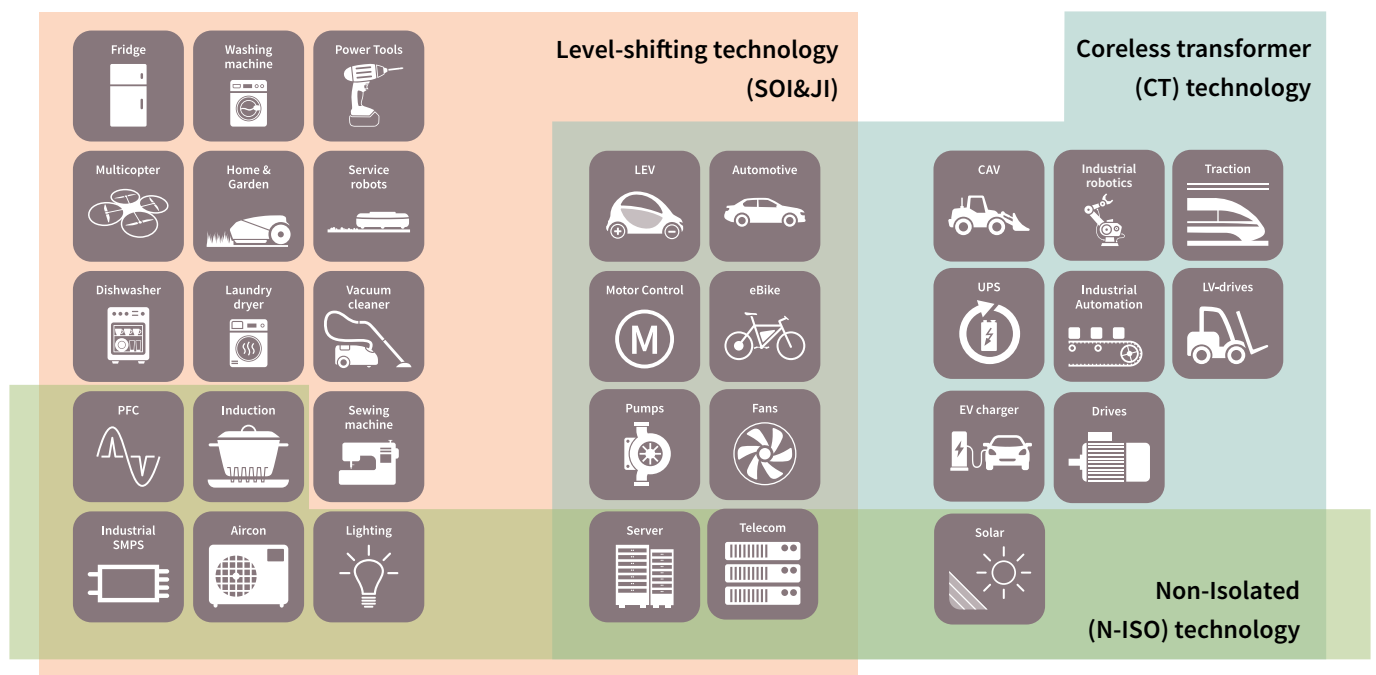 Level-shifting technology
(SOI&JI)
Coreless transformer
(CT) technology
Fridge
Washing
machine
Power Tools
Multicopter
Home &
Garden
Service
robots
LEV
Automotive
CAV
Industrial
robotics
Traction
Dishwasher
Laundry
dryer
Vacuum
cleaner
Motor Control
M
eBike
UPS
Industrial
Automation
LV-drives
PFC
Induction
Sewing
machine
Pumps
Fans
EV charger
Drives
Industrial
SMPS
Aircon
Lighting
Server
Telecom
Solar
Non-Isolated
(N-ISO) technology